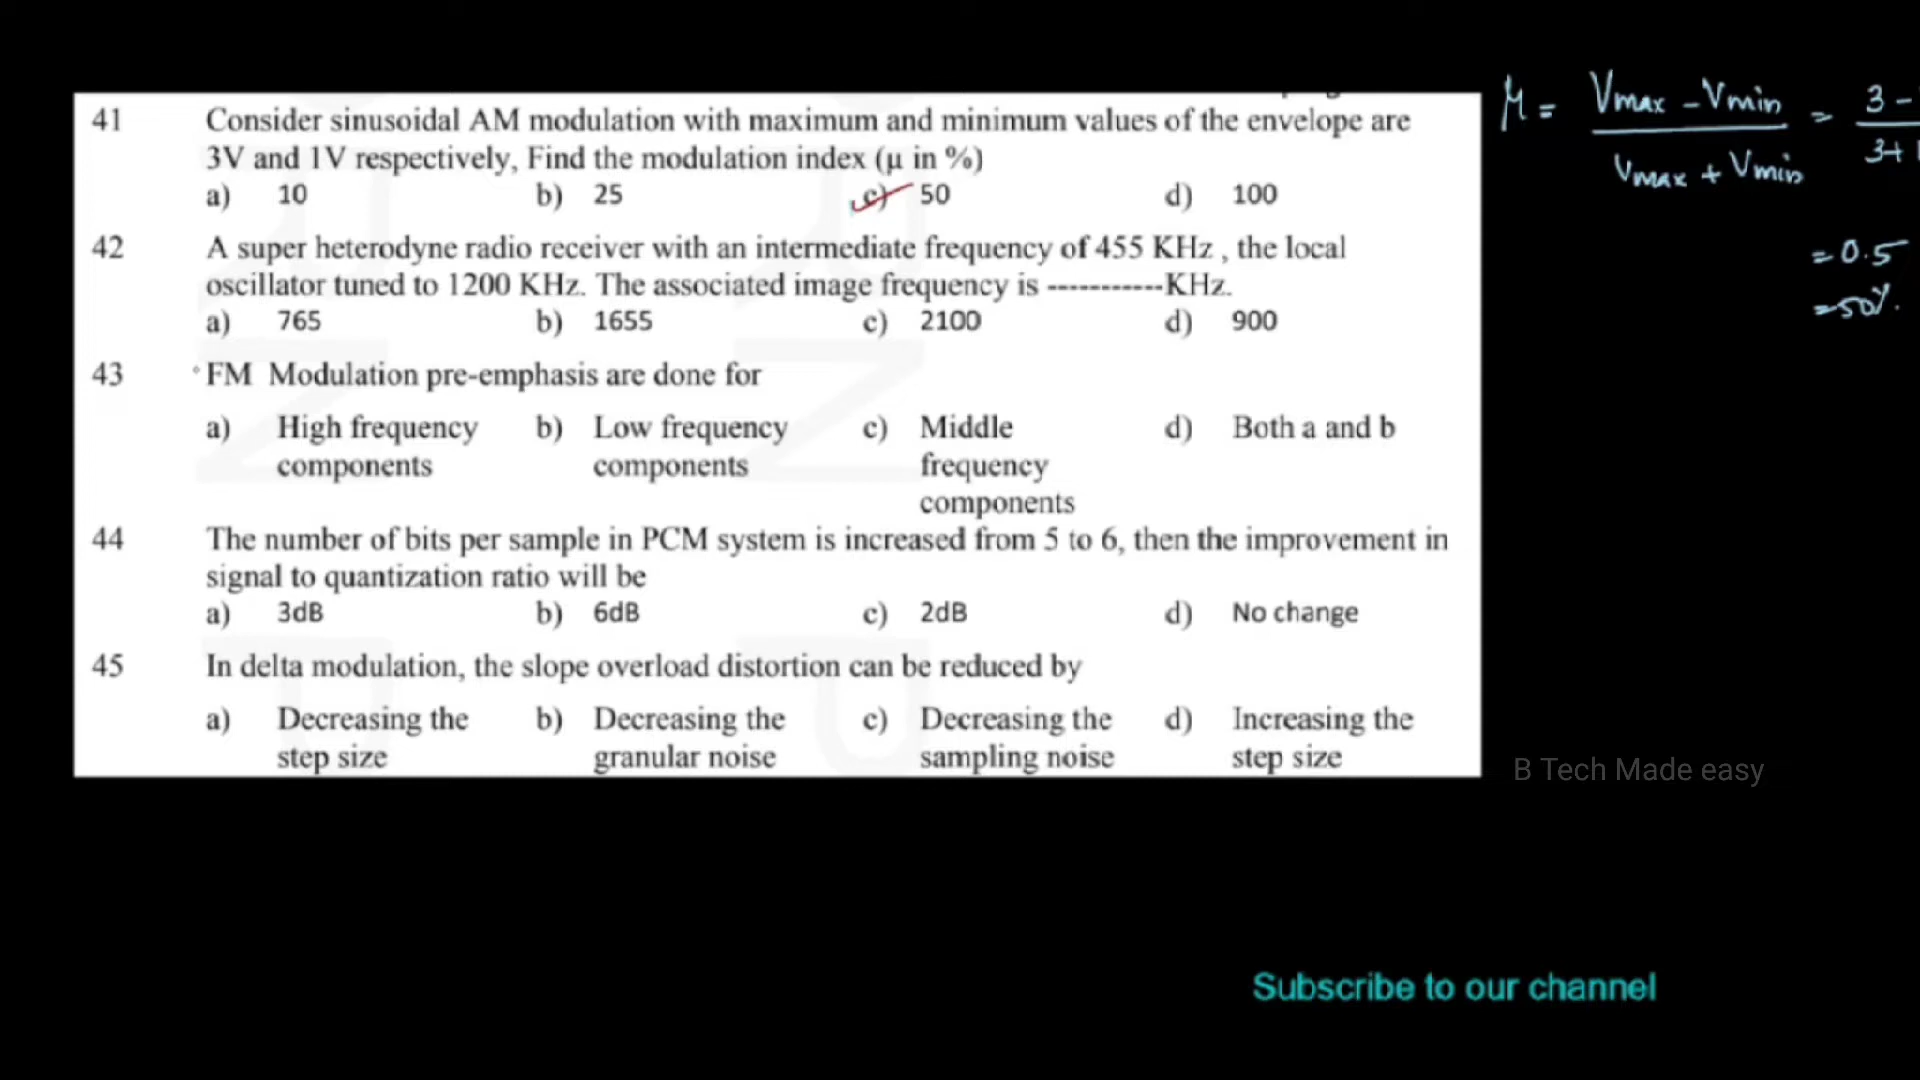 41 Consider sinusoidal AM modulation with maximum and minimum values of the envelope are
3V and 1V respectively, Find the modulation index (μ in %)
a) 10 b) 25 c) 50 d) 100
42 A super heterodyne radio receiver with an intermediate frequency of 455 KHz , the local
oscillator tuned to 1200 KHz. The associated image frequency is -----------KHz.
a) 765 b) 1655 c) 2100 d) 900
43 FM Modulation pre-emphasis are done for
a) High frequency b) Low frequency c) Middle d) Both a and b
components components frequency
components
44 The number of bits per sample in PCM system is increased from 5 to 6, then the improvement in
signal to quantization ratio will be
a) 3dB b) 6dB c) 2dB d) No change
45 In delta modulation, the slope overload distortion can be reduced by
a) Decreasing the b) Decreasing the c) Decreasing the d) Increasing the
step size granular noise sampling noise step size
μ = Vmax - Vmin = 3 -
Vmax + Vmin 3+
= 0.5
= 50%.
B Tech Made easy
Subscribe to our channel